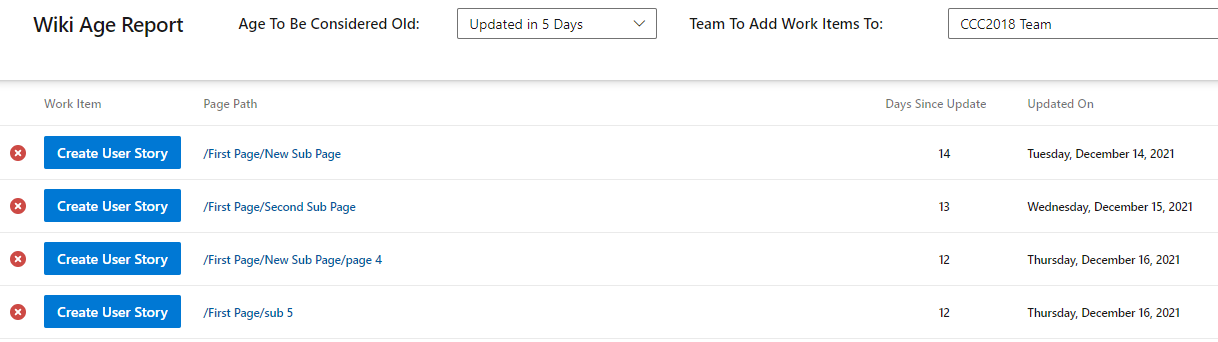 Wiki Age Report Age To Be Considered Old: Updated in 5 Days Team To Add Work Items To: CCC2018 Team
Work Item Page Path Days Since Update Updated On
Create User Story /First Page/New Sub Page 14 Tuesday, December 14, 2021
Create User Story /First Page/Second Sub Page 13 Wednesday, December 15, 2021
Create User Story /First Page/New Sub Page/page 4 12 Thursday, December 16, 2021
Create User Story /First Page/sub 5 12 Thursday, December 16, 2021